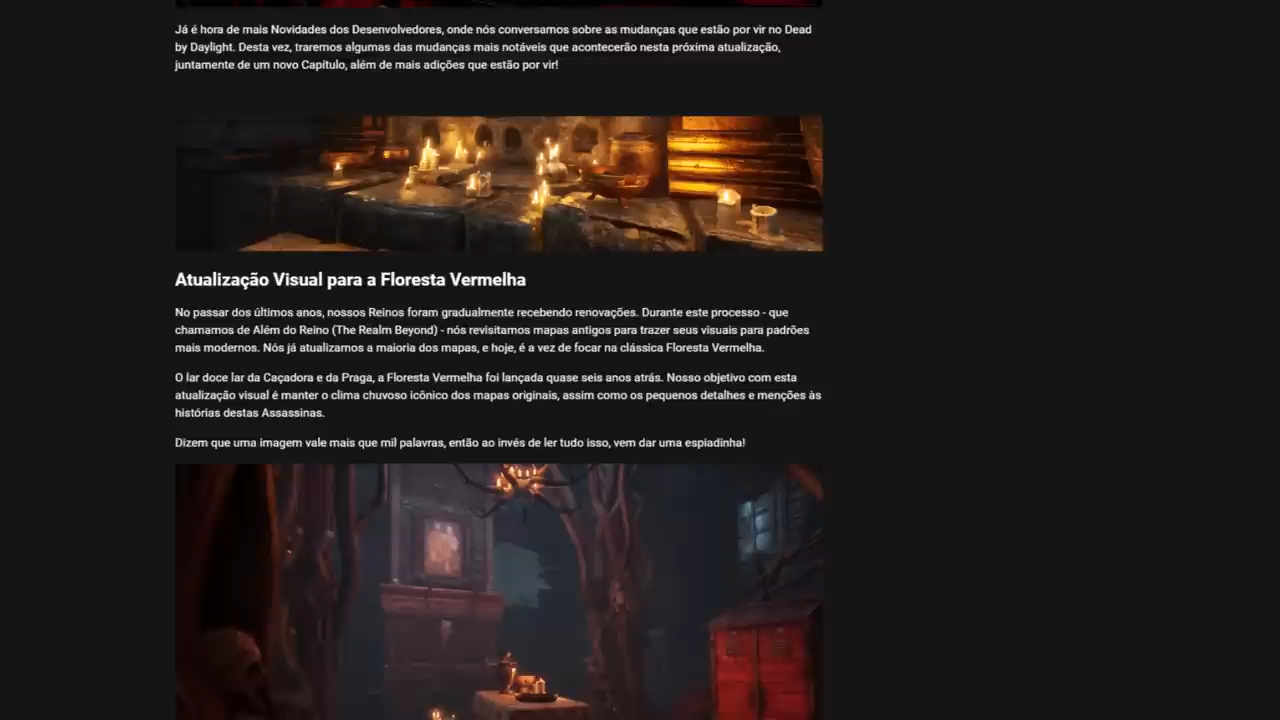 Já é hora de mais Novidades dos Desenvolvedores, onde nós conversamos sobre as mudanças que estão por vir no Dead
by Daylight. Desta vez, traremos algumas das mudanças mais notáveis que acontecerão nesta próxima atualização,
juntamente de um novo Capítulo, além de mais adições que estão por vir!
Atualização Visual para a Floresta Vermelha
No passar dos últimos anos, nossos Reinos foram gradualmente recebendo renovações. Durante este processo - que
chamamos de Além do Reino (The Realm Beyond) - nós revisitamos mapas antigos para trazer seus visuais para padrões
mais modernos. Nós já atualizamos a maioria dos mapas, e hoje, é a vez de focar na clássica Floresta Vermelha.
O lar doce lar da Caçadora e da Praga, a Floresta Vermelha foi lançada quase seis anos atrás. Nosso objetivo com esta
atualização visual é manter o clima chuvoso icônico dos mapas originais, assim como os pequenos detalhes e menções às
histórias destas Assassinas.
Dizem que uma imagem vale mais que mil palavras, então ao invés de ler tudo isso, vem dar uma espiadinha!